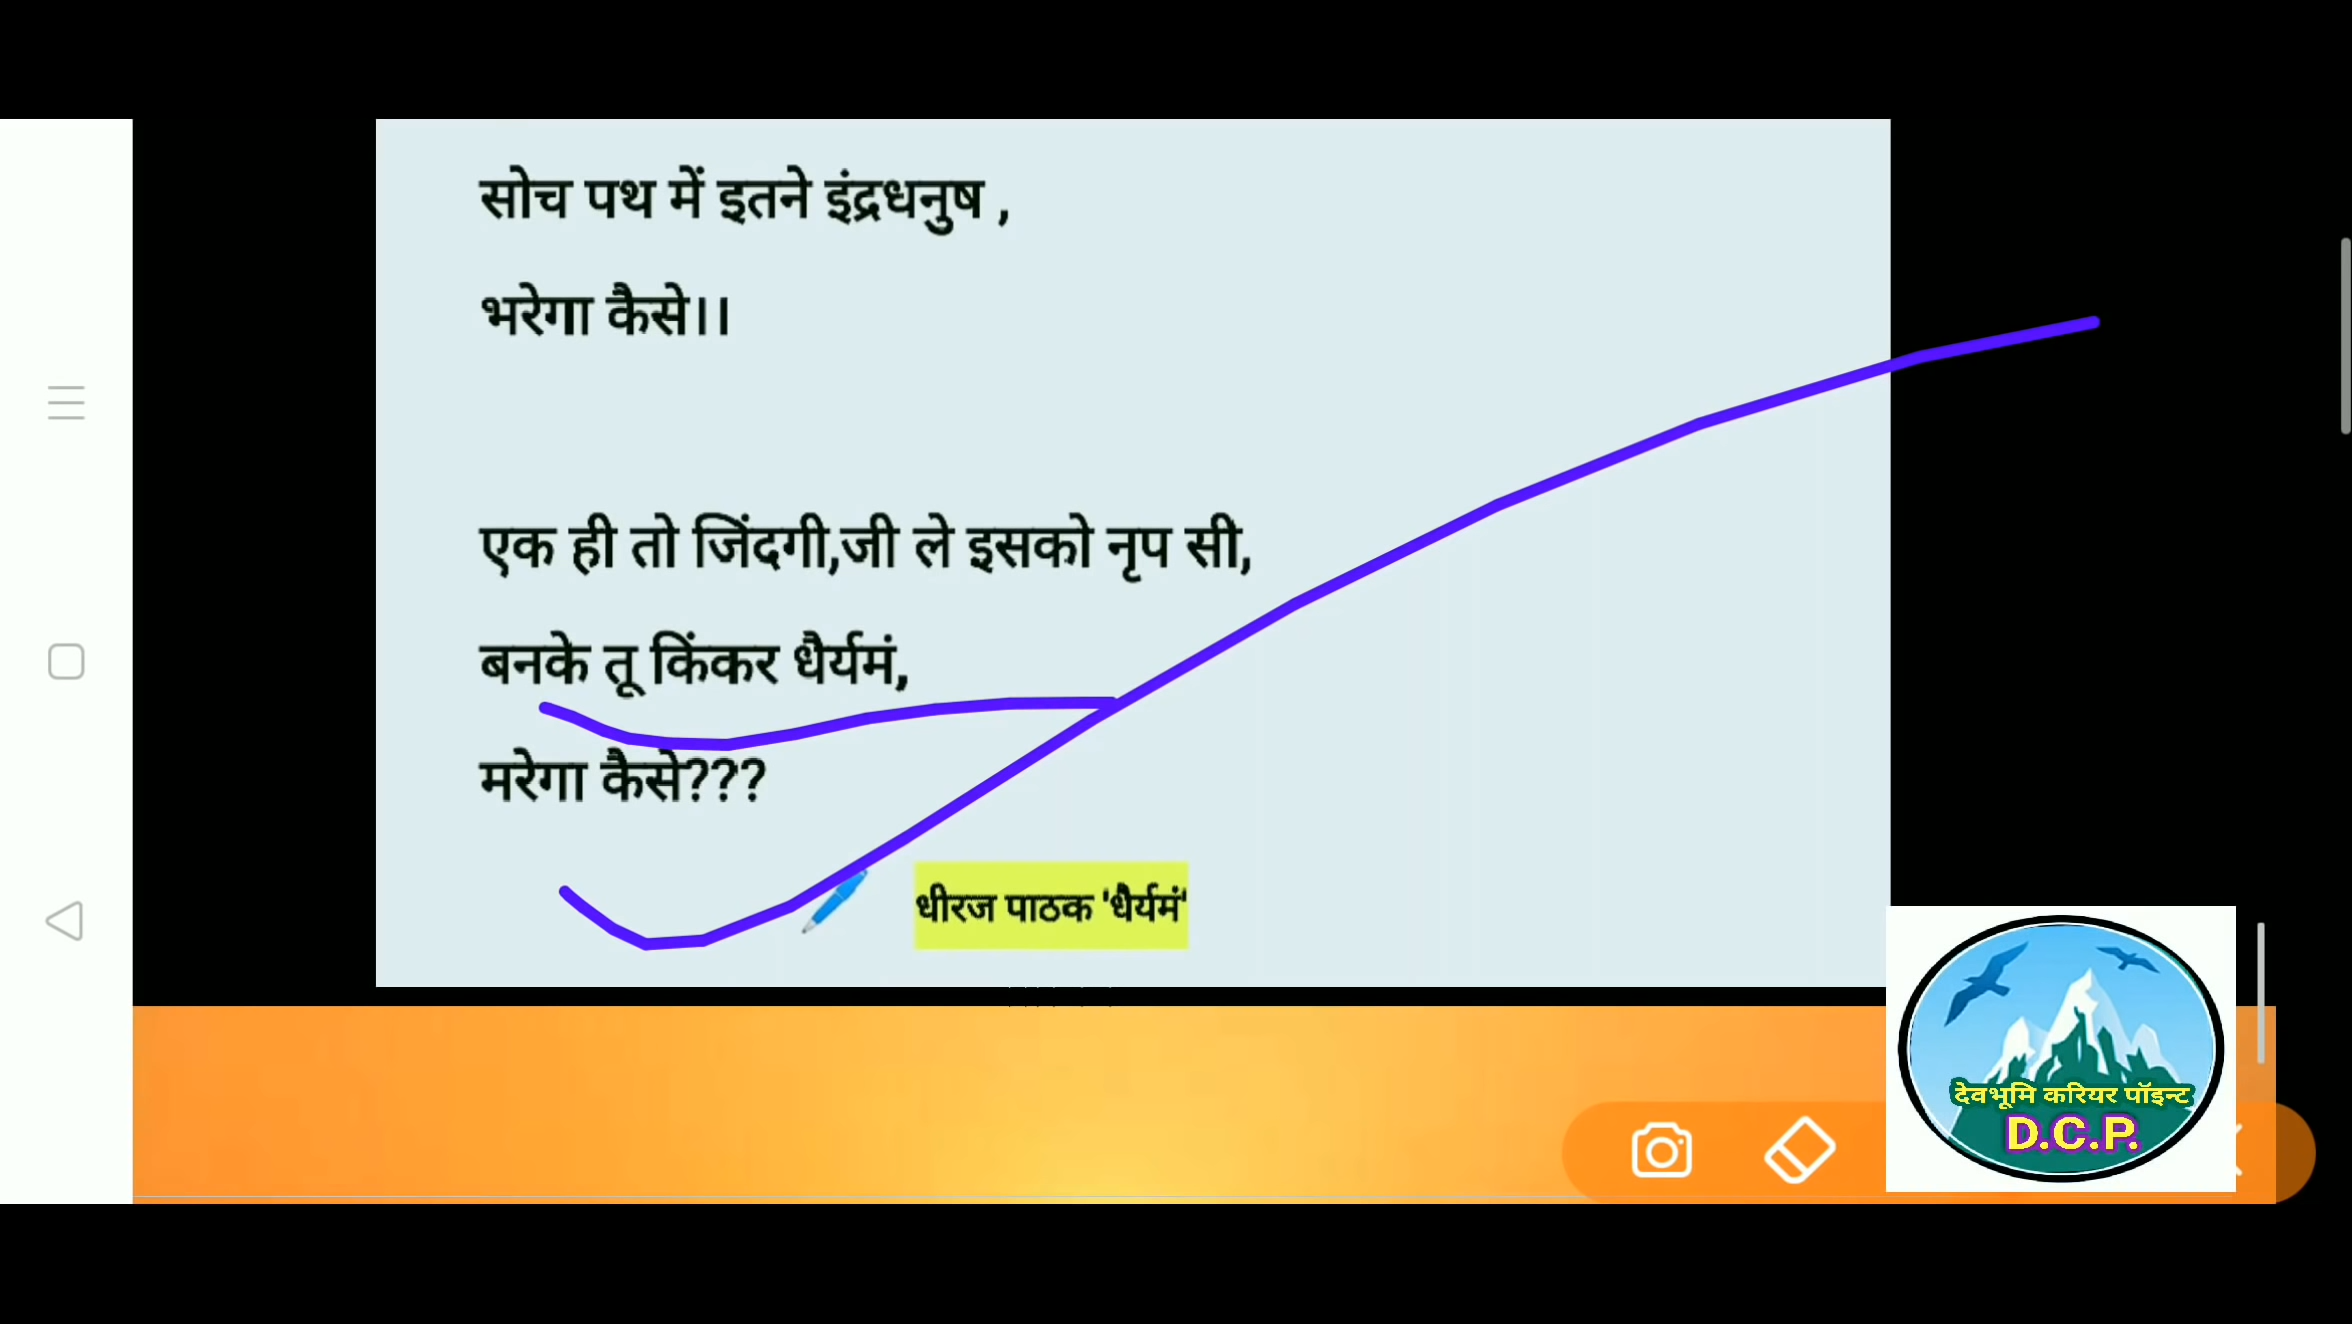 सोच पथ में इतने इंद्रधनुष ,
भरेगा कैसे।।
एक ही तो जिंदगी,जी ले इसको नृप सी,
बनके तू किंकर धैर्यमं,
मरेगा कैसे???
धीरज पाठक 'धैर्यमं'
देवभूमि करियर पॉइन्ट
D.C.P.